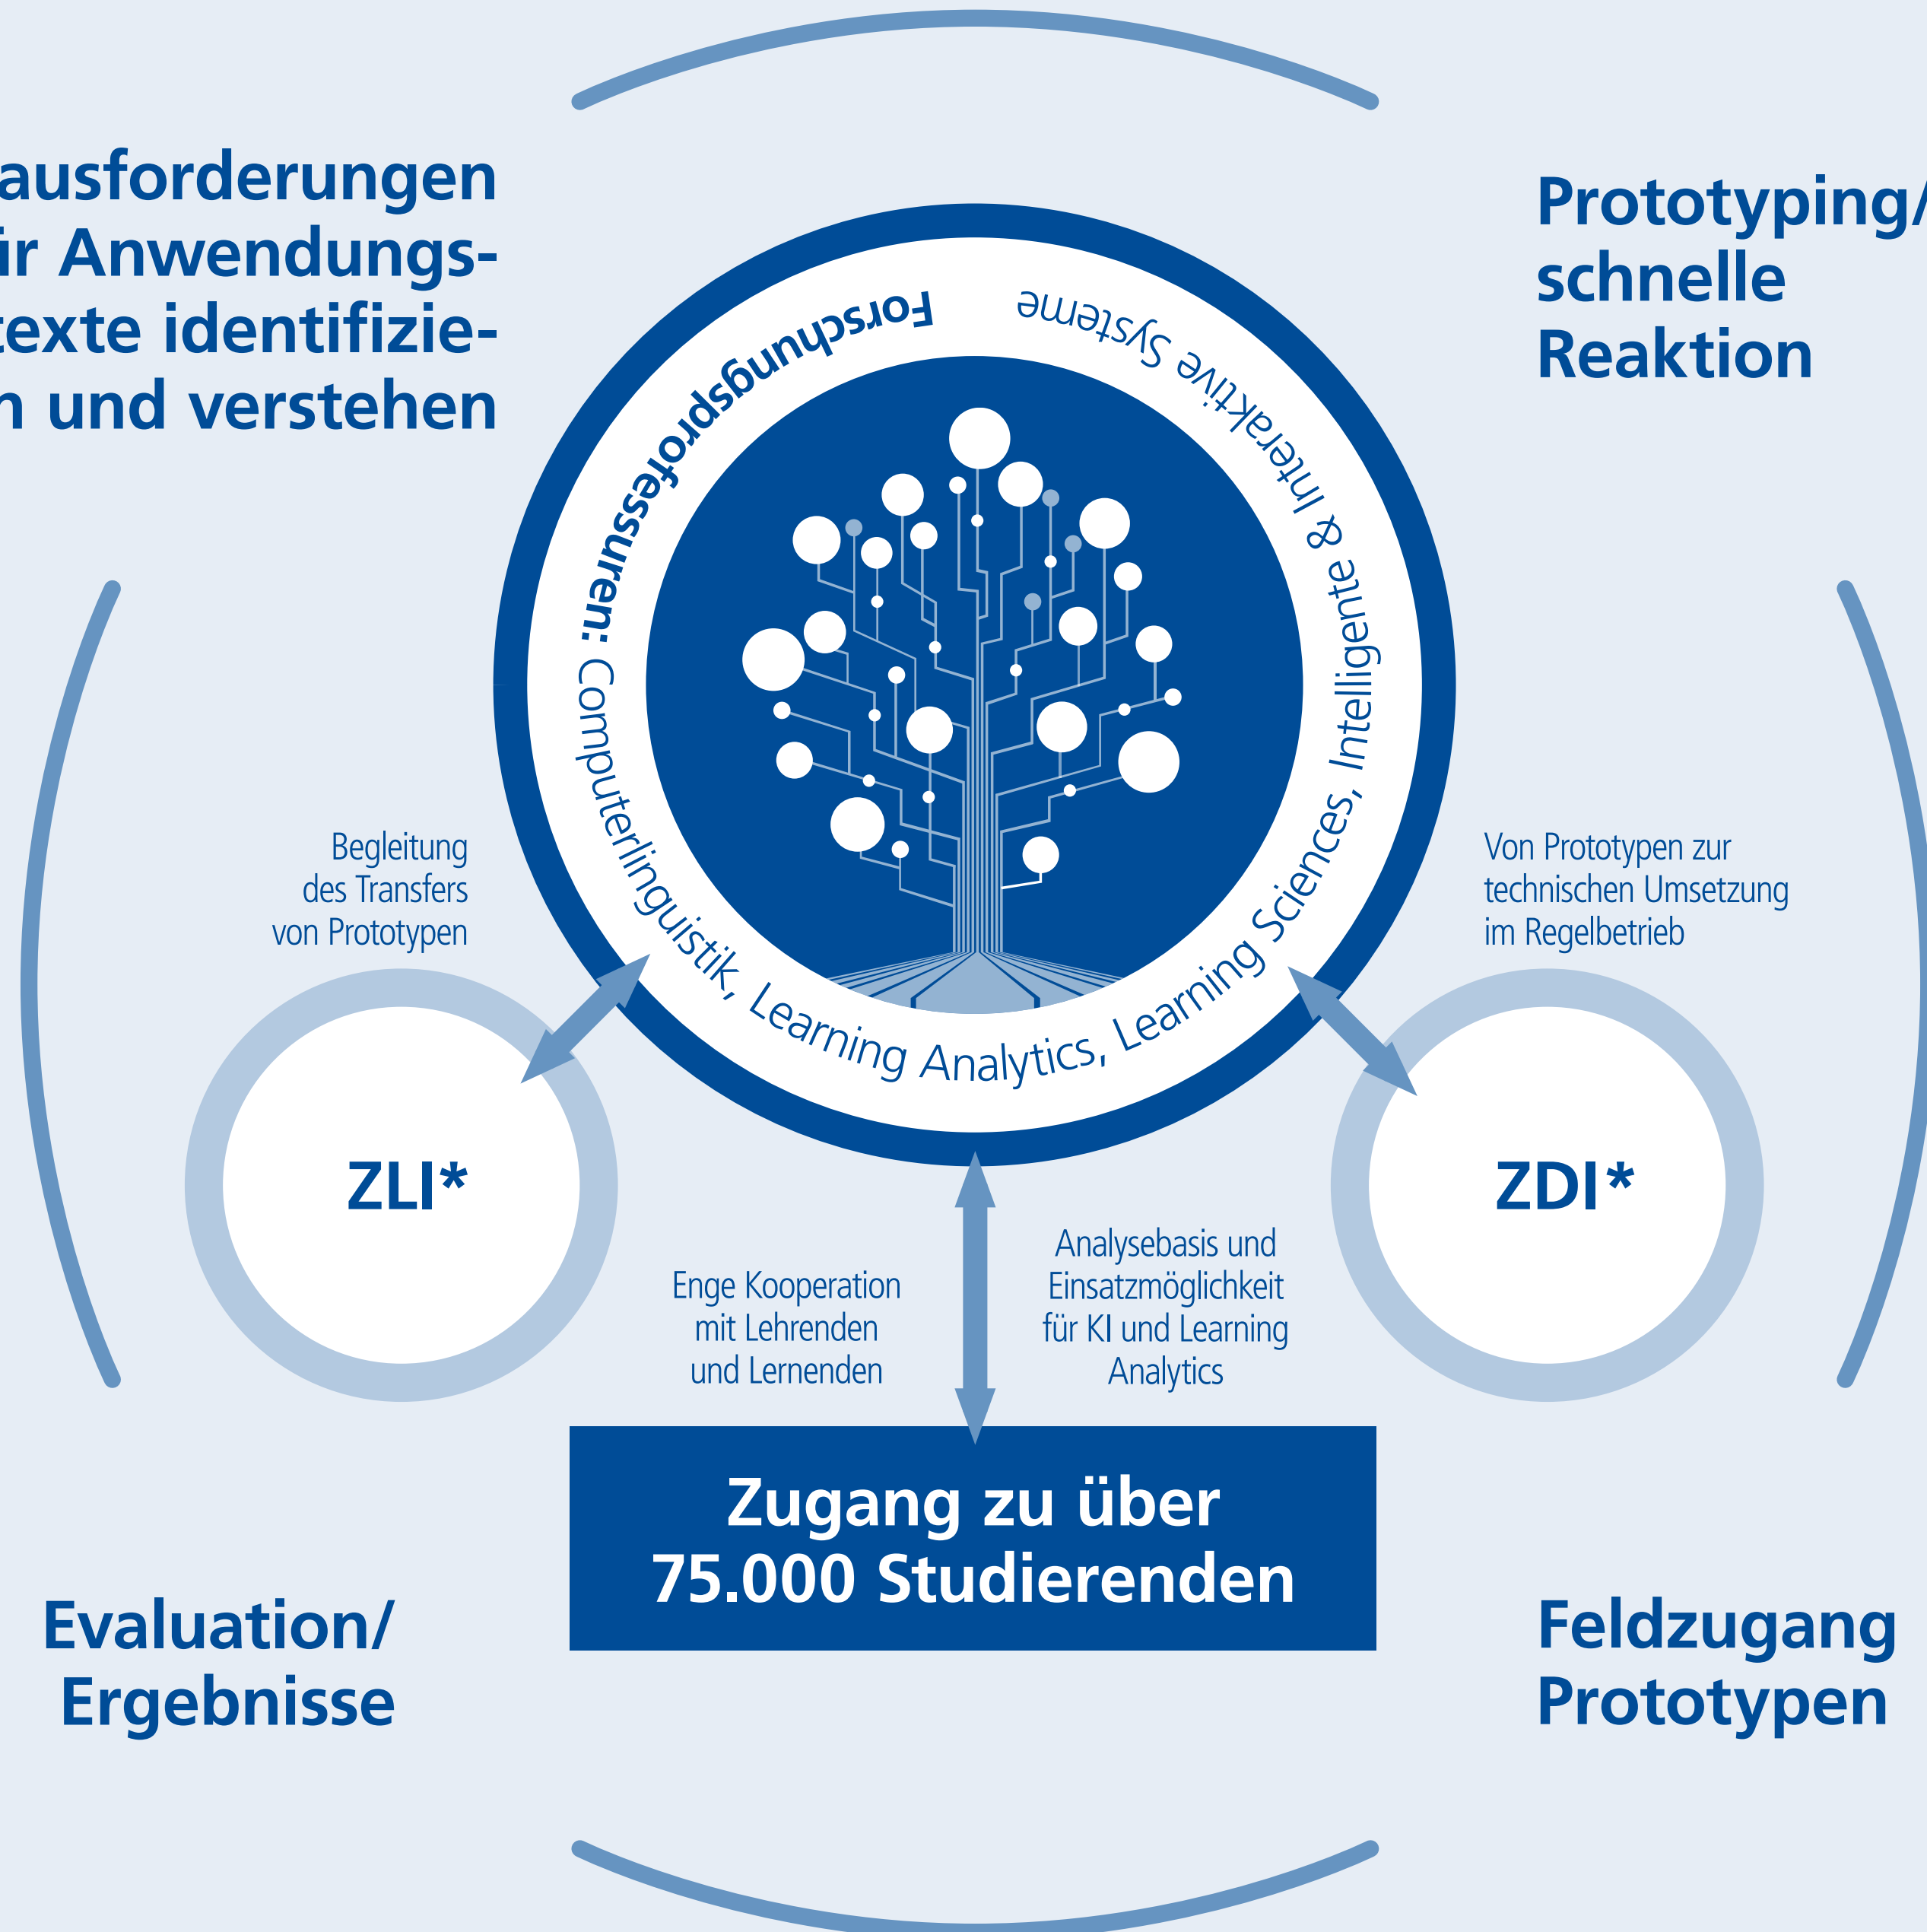 ausforderungen
r Anwendungs-
texte identifizie-
n und verstehen
Prototyping/
schnelle
Reaktion
Forschungsprofessuren: Computerlinguistik, Learning Analytics, Learning Sciences, Intelligente & Interaktive Systeme
Begleitung
des Transfers
von Prototypen
Von Prototypen zur
technischen Umsetzung
im Regelbetrieb
ZLI*
ZDI*
Enge Kooperation
mit Lehrenden
und Lernenden
Analysebasis und
Einsatzmöglichkeit
für KI und Learning
Analytics
Zugang zu über
75.000 Studierenden
Evaluation/
Ergebnisse
Feldzugang
Prototypen